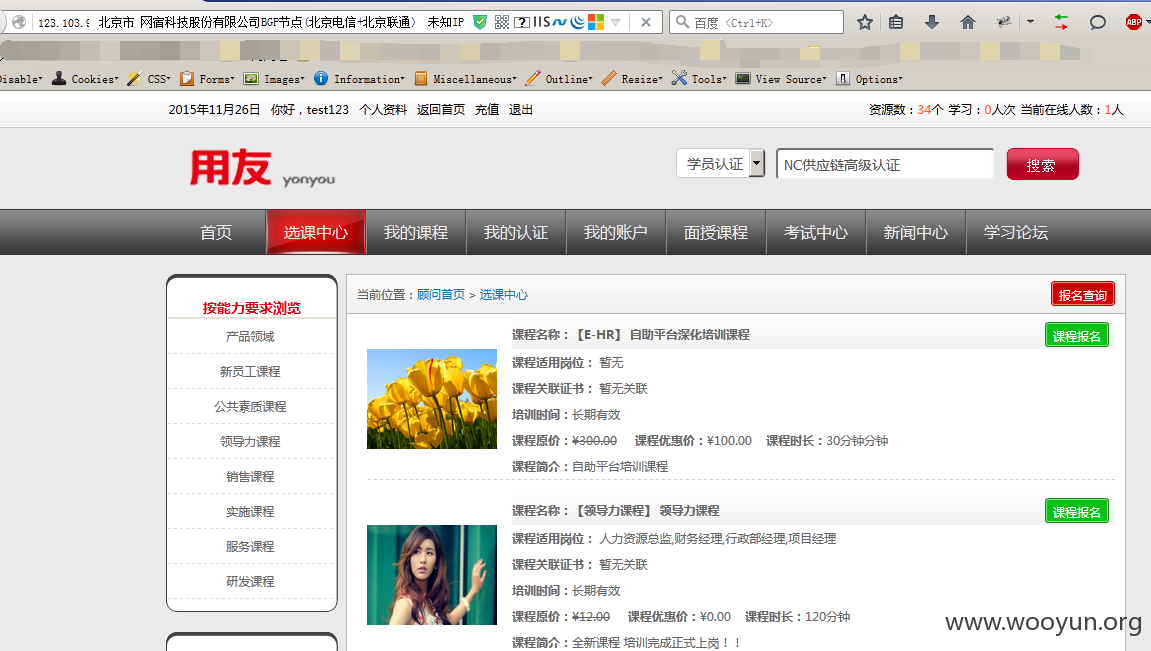 123.103.9 北京市 网宿科技股份有限公司BGP节点(北京电信+北京联通) 未知IP IIS 百度 <Ctrl+K> ABP
Disable▾ Cookies▾ CSS▾ Forms▾ Images▾ Information▾ Miscellaneous▾ Outline▾ Resize▾ Tools▾ View Source▾ Options▾
2015年11月26日 你好，test123 个人资料 返回首页 充值 退出 资源数：34个 学习：0人次 当前在线人数：1人
用友 yonyou 学员认证 NC供应链高级认证 搜索
首页 选课中心 我的课程 我的认证 我的账户 面授课程 考试中心 新闻中心 学习论坛
按能力要求浏览
产品领域
新员工课程
公共素质课程
领导力课程
销售课程
实施课程
服务课程
研发课程
当前位置：顾问首页 > 选课中心 报名查询
课程名称：【E-HR】 自助平台深化培训课程 课程报名
课程适用岗位： 暂无
课程关联证书： 暂无关联
培训时间：长期有效
课程原价：¥300.00 课程优惠价：¥100.00 课程时长：30分钟分钟
课程简介：自助平台培训课程
课程名称：【领导力课程】 领导力课程 课程报名
课程适用岗位： 人力资源总监,财务经理,行政部经理,项目经理
课程关联证书： 暂无关联
培训时间：长期有效
课程原价：¥12.00 课程优惠价：¥0.00 课程时长：120分钟
课程简介：全新课程 培训完成正式上岗！！
www.wooyun.org